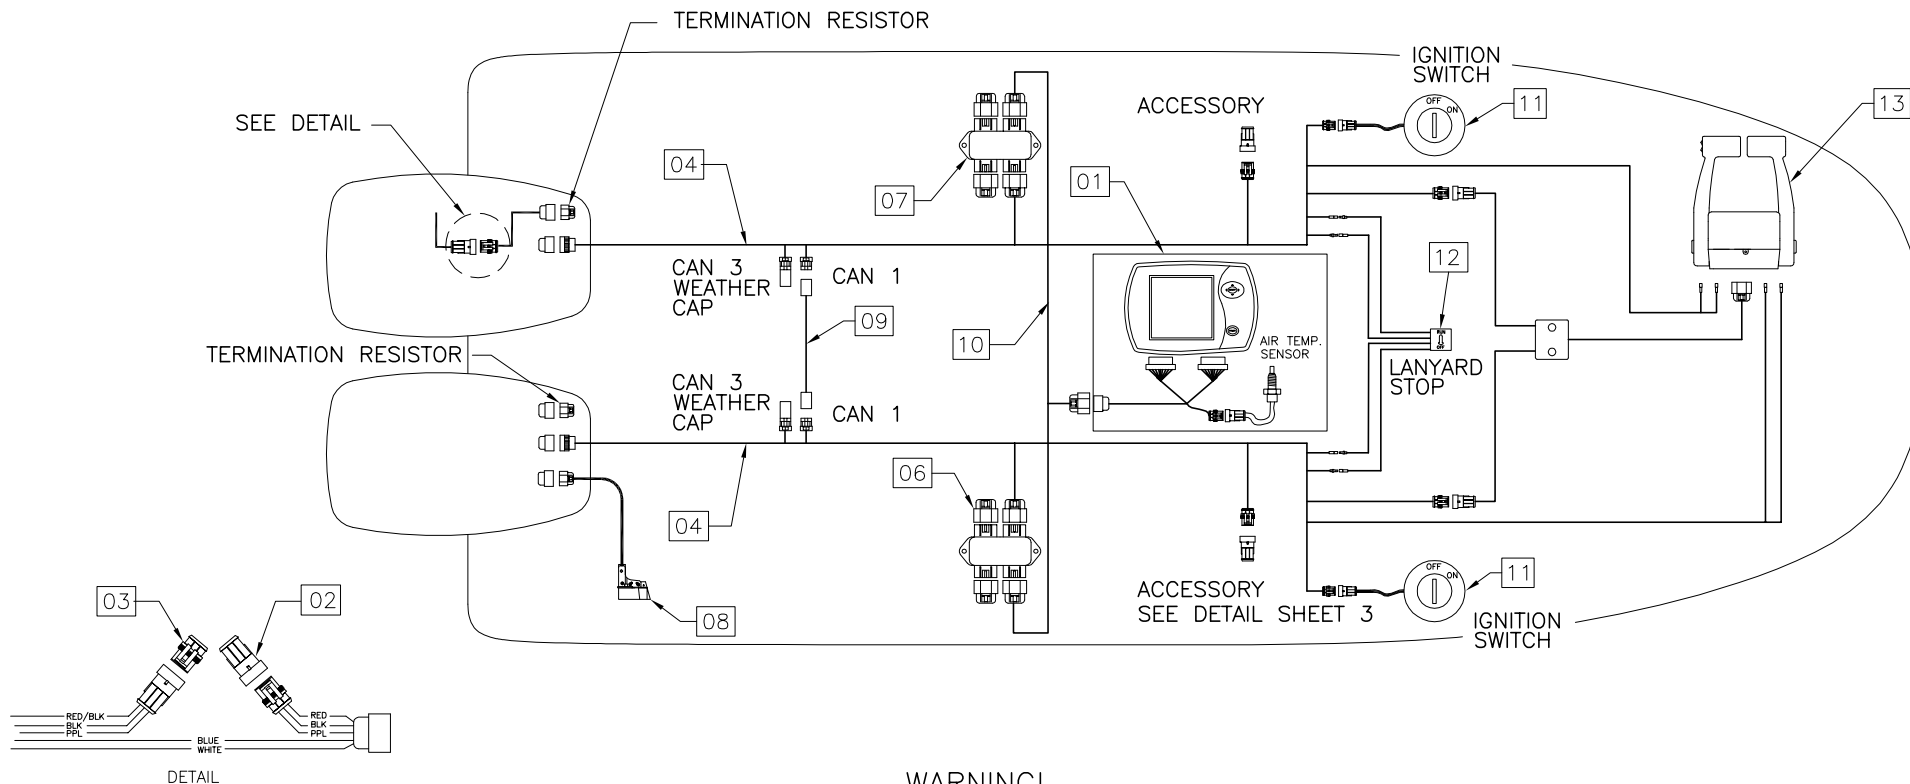 TERMINATION RESISTOR
IGNITION
SWITCH
OFF
ON
11
13
ACCESSORY
SEE DETAIL
04
07
01
12
CAN 3
WEATHER
CAP
CAN 1
09
10
AIR TEMP.
SENSOR
RUN
OFF
LANYARD
STOP
TERMINATION RESISTOR
CAN 3
WEATHER
CAP
CAN 1
06
04
08
ACCESSORY
SEE DETAIL SHEET 3
OFF
ON
11
IGNITION
SWITCH
03
02
RED/BLK
BLK
PPL
RED
BLK
PPL
BLUE
WHITE
DETAIL
WARNING!